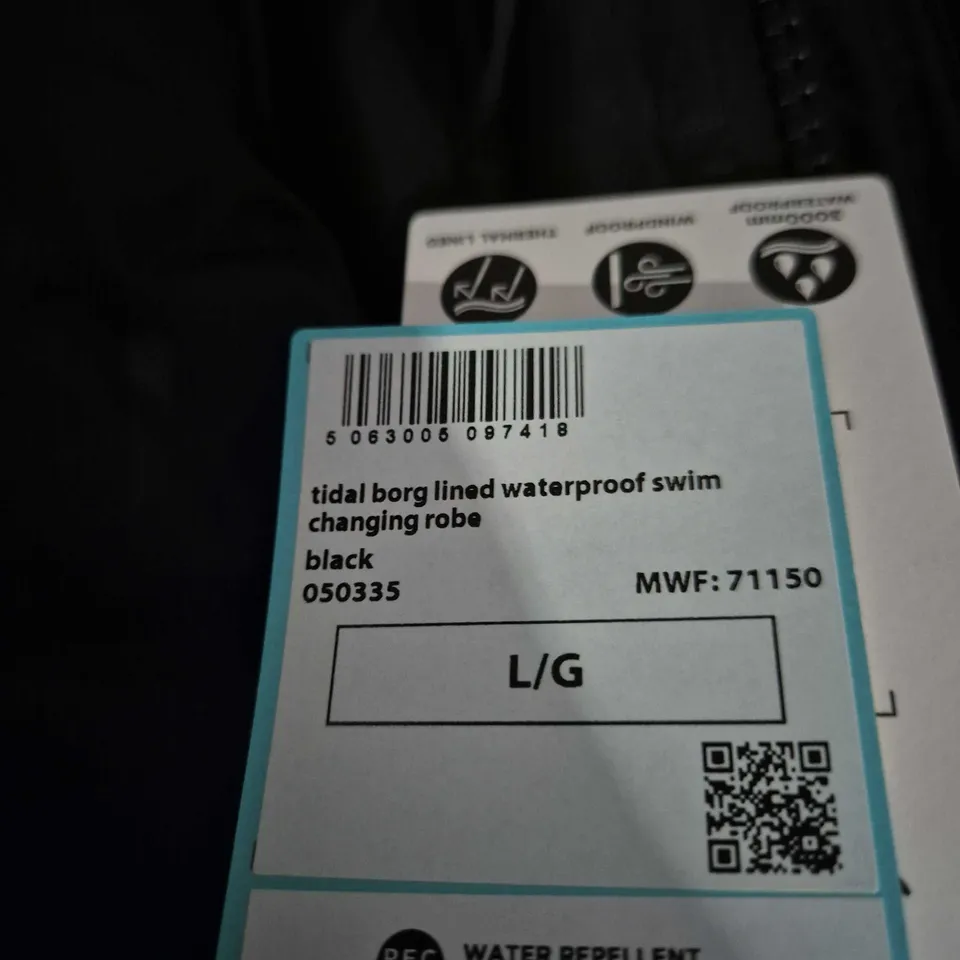 3000mm
WATERPROOF
WINDPROOF
THERMAL LINED
5 063005 097418
tidal borg lined waterproof swim
changing robe
black
050335
MWF: 71150
L/G
PFC
WATER REPELLENT